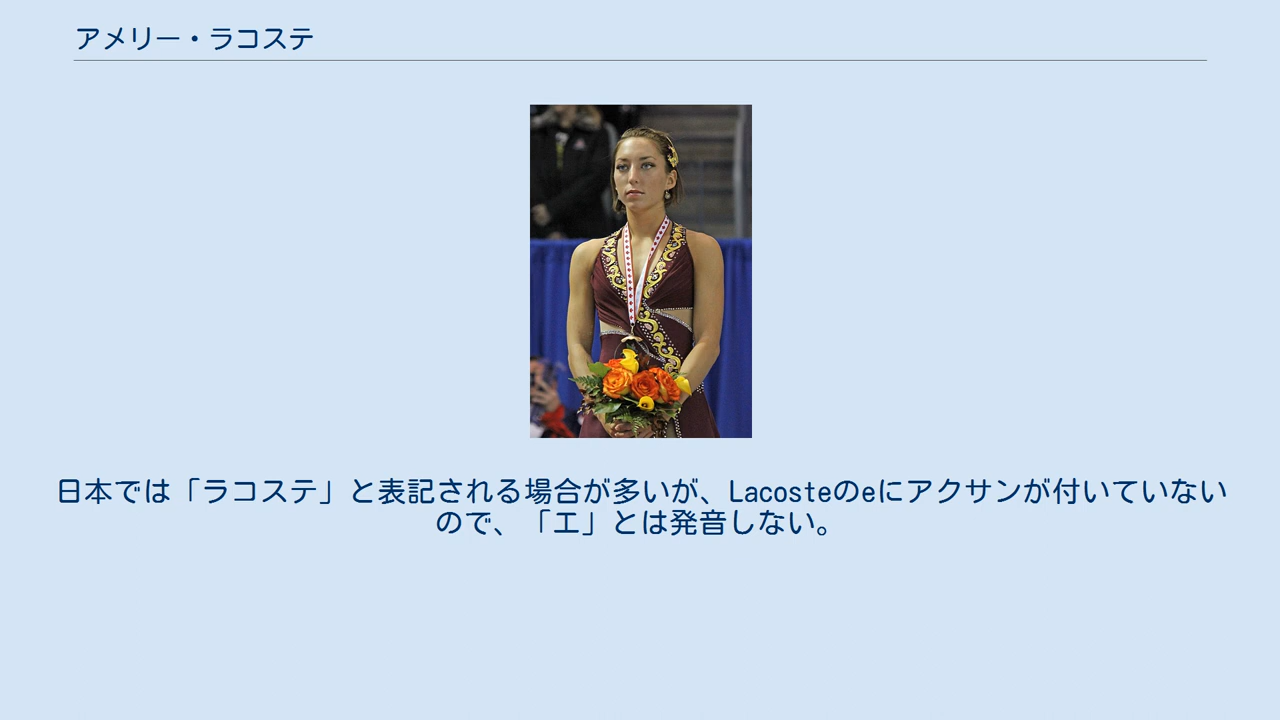 アメリー・ラコステ
日本では「ラコステ」と表記される場合が多いが、Lacosteのeにアクサンが付いていない
ので、「エ」とは発音しない。